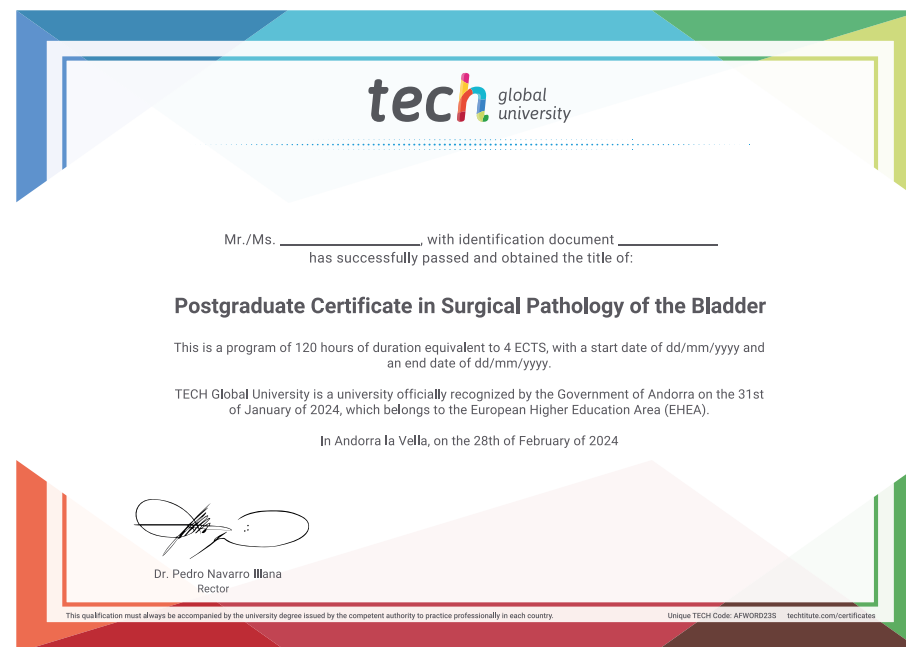 tech global
university
Mr./Ms. ____________________, with identification document ______________
has successfully passed and obtained the title of:
Postgraduate Certificate in Surgical Pathology of the Bladder
This is a program of 120 hours of duration equivalent to 4 ECTS, with a start date of dd/mm/yyyy and
an end date of dd/mm/yyyy.
TECH Global University is a university officially recognized by the Government of Andorra on the 31st
of January of 2024, which belongs to the European Higher Education Area (EHEA).
In Andorra la Vella, on the 28th of February of 2024
Dr. Pedro Navarro Illana
Rector
This qualification must always be accompanied by the university degree issued by the competent authority to practice professionally in each country.
Unique TECH Code: AFWORD23S techtitute.com/certificates